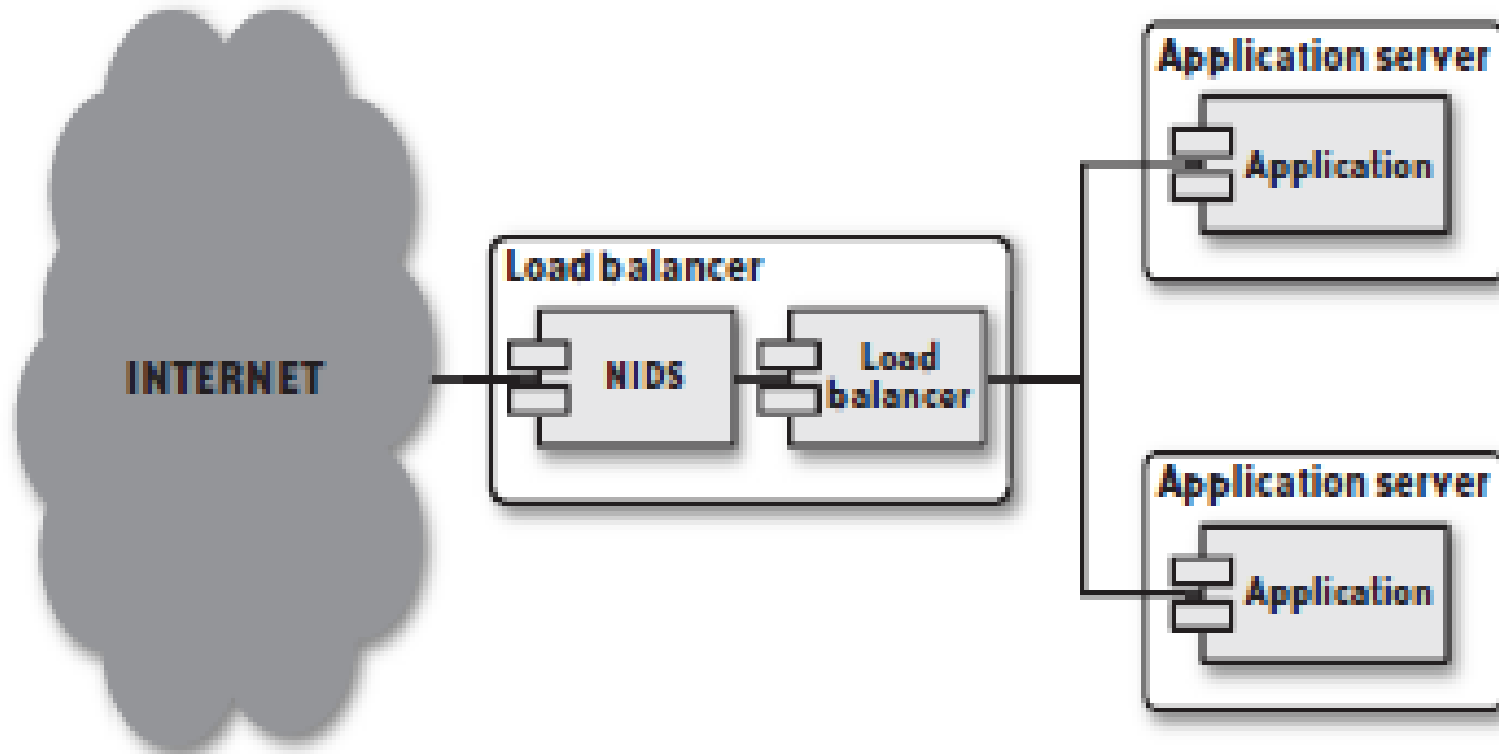 INTERNET
Load balancer
NIDS
Load
balancer
Application server
Application
Application server
Application